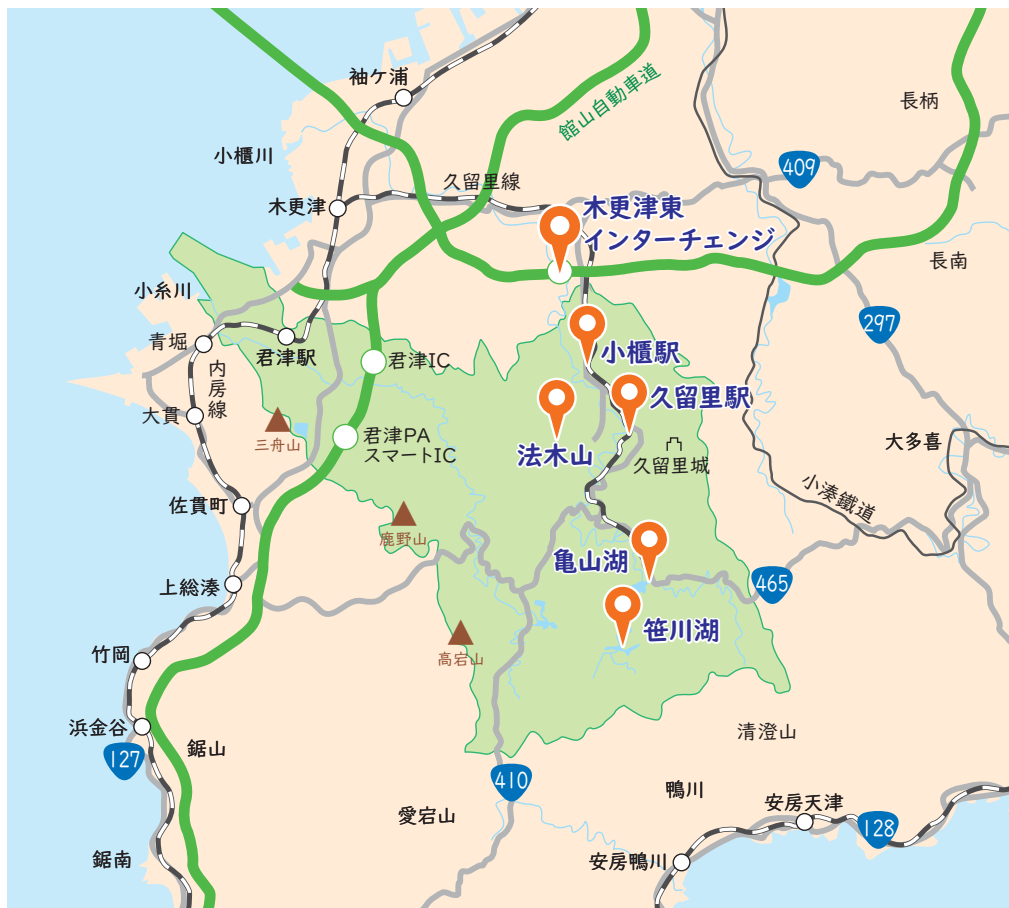 袖ケ浦
館山自動車道
長柄
小櫃川
409
久留里線
木更津
木更津東
インターチェンジ
長南
小糸川
297
青堀
君津駅
小櫃駅
君津IC
内房線
久留里駅
大貫
三舟山
君津PA
スマートIC
法木山
久留里城
大多喜
小湊鐵道
佐貫町
鹿野山
亀山湖
465
上総湊
笹川湖
竹岡
高宕山
浜金谷
清澄山
鋸山
127
410
鴨川
安房天津
愛宕山
128
鋸南
安房鴨川